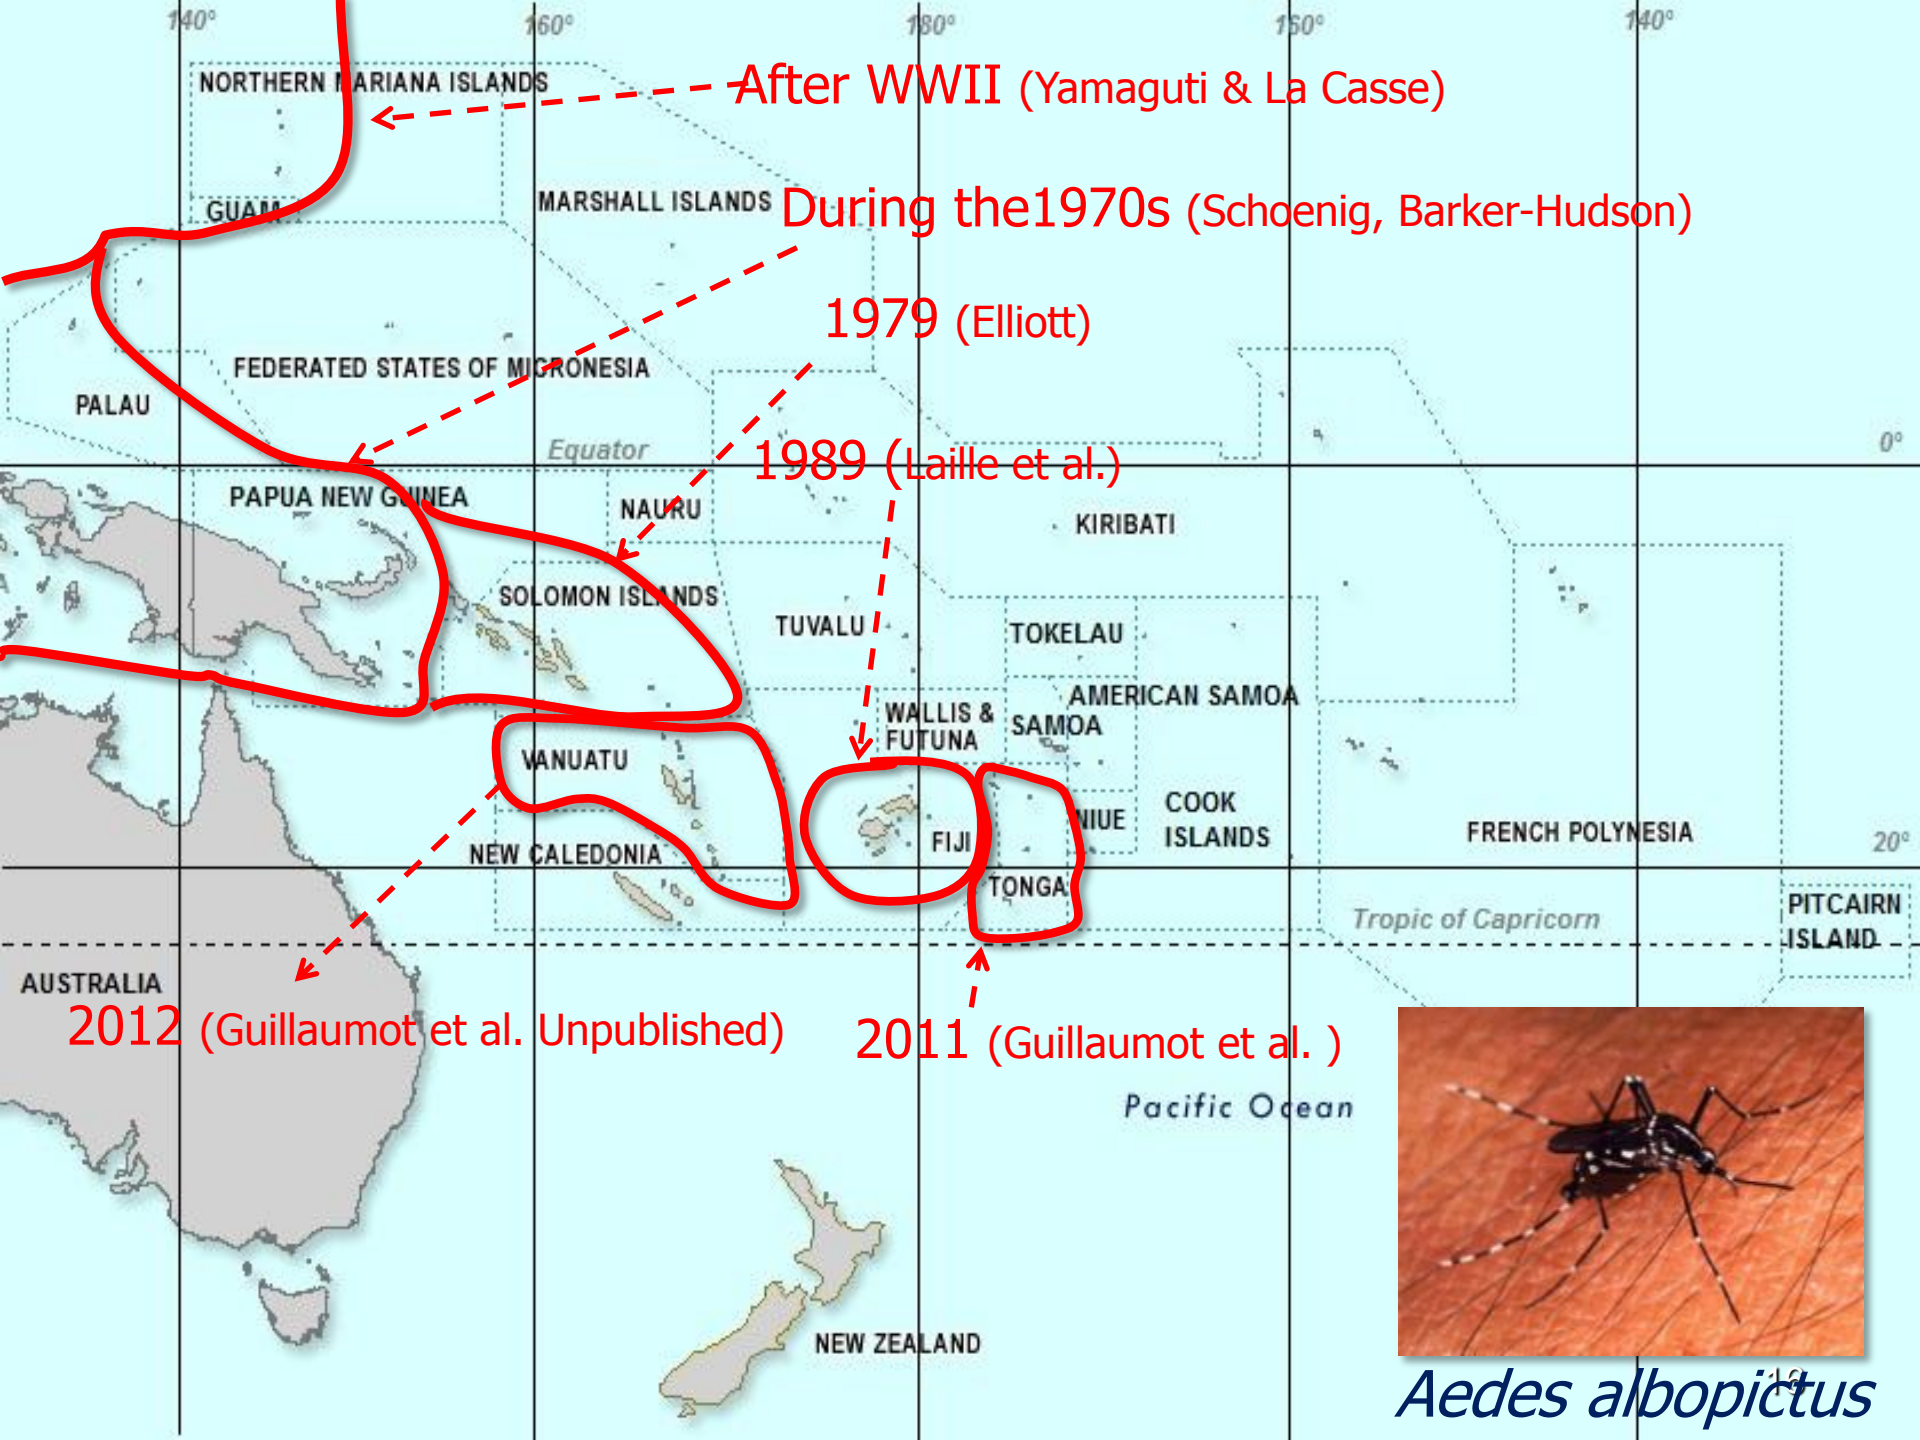 140°
160°
180°
160°
140°
NORTHERN MARIANA ISLANDS
After WWII (Yamaguti & La Casse)
GUAM
MARSHALL ISLANDS
During the1970s (Schoenig, Barker-Hudson)
1979 (Elliott)
FEDERATED STATES OF MICRONESIA
PALAU
Equator
0°
1989 (Laille et al.)
PAPUA NEW GUINEA
NAURU
KIRIBATI
SOLOMON ISLANDS
TUVALU
TOKELAU
AMERICAN SAMOA
WALLIS &
FUTUNA
SAMOA
VANUATU
COOK
ISLANDS
NIUE
FIJI
FRENCH POLYNESIA
20°
NEW CALEDONIA
TONGA
PITCAIRN
ISLAND
Tropic of Capricorn
AUSTRALIA
2012 (Guillaumot et al. Unpublished)
2011 (Guillaumot et al. )
Pacific Ocean
NEW ZEALAND
Aedes albopictus